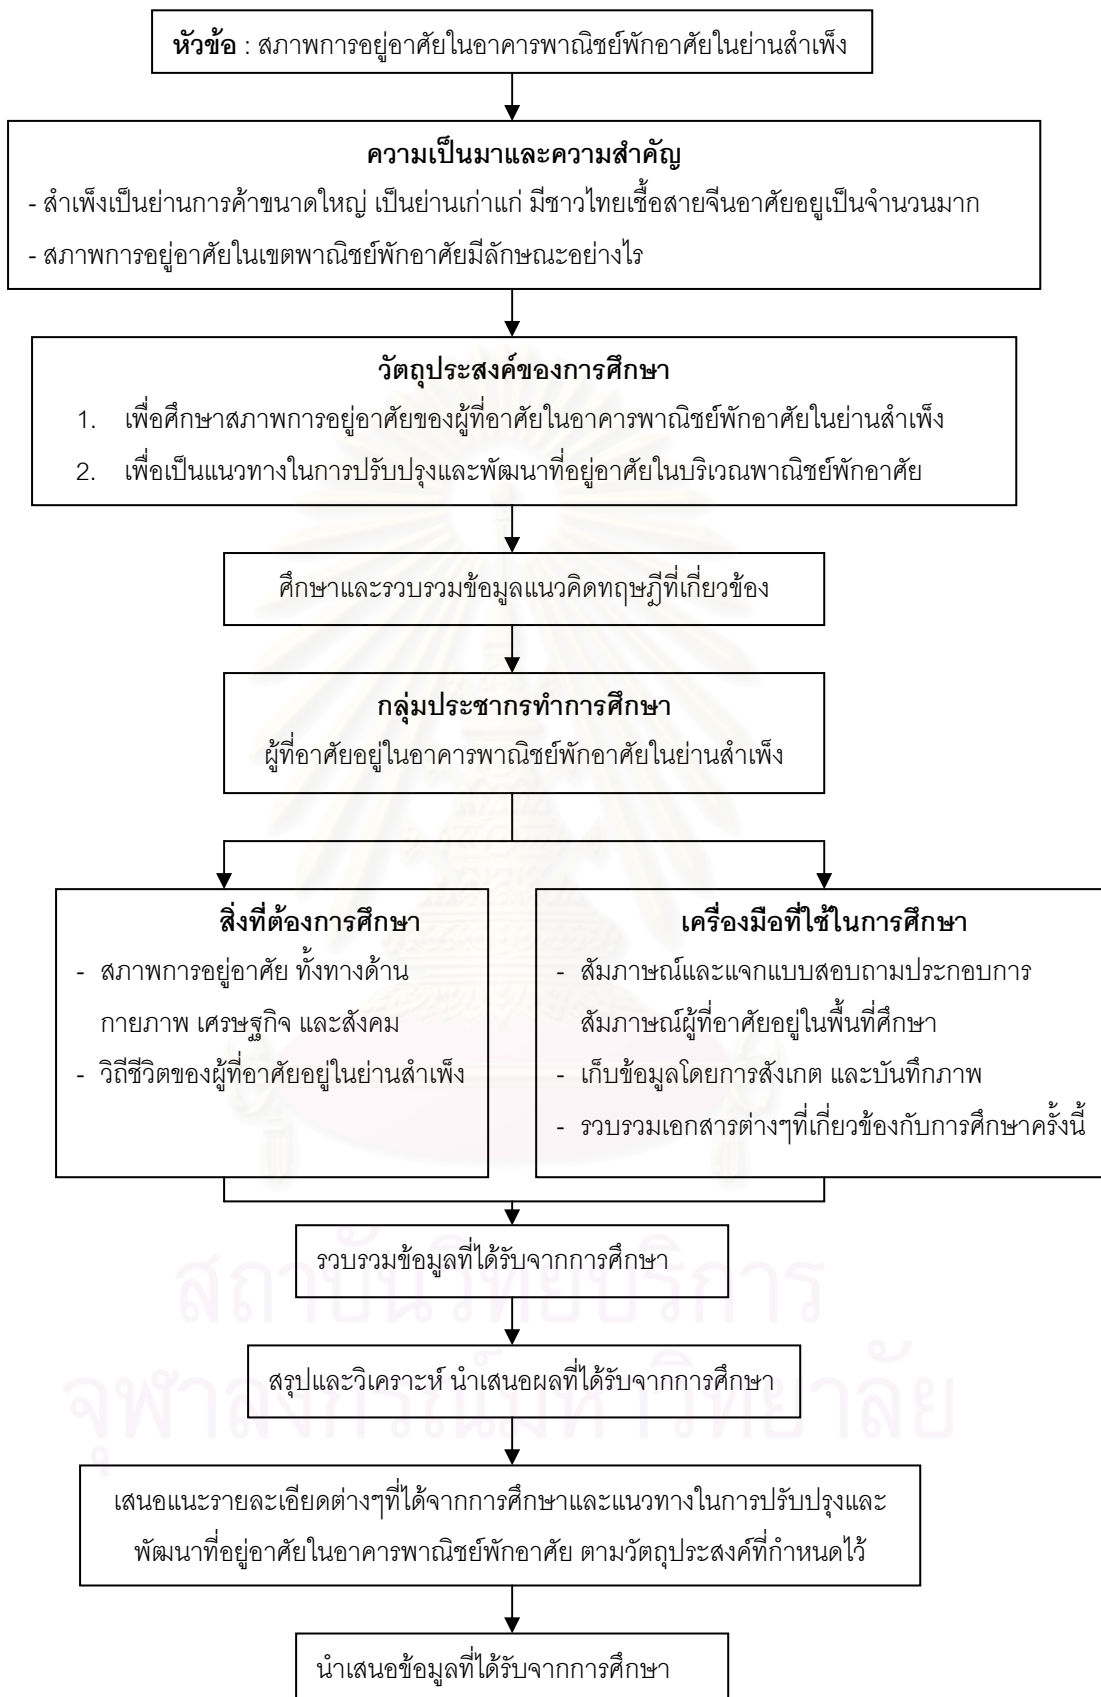 หัวข้อ : สภาพการอยู่อาศัยในอาคารพาณิชย์พักอาศัยในย่านสำเพ็ง
ความเป็นมาและความสำคัญ
- สำเพ็งเป็นย่านการค้าขนาดใหญ่ เป็นย่านเก่าแก่ มีชาวไทยเชื้อสายจีนอาศัยอยู่เป็นจำนวนมาก
- สภาพการอยู่อาศัยในเขตพาณิชย์พักอาศัยมีลักษณะอย่างไร
วัตถุประสงค์ของการศึกษา
1. เพื่อศึกษาสภาพการอยู่อาศัยของผู้ที่อาศัยในอาคารพาณิชย์พักอาศัยในย่านสำเพ็ง
2. เพื่อเป็นแนวทางในการปรับปรุงและพัฒนาที่อยู่อาศัยในบริเวณพาณิชย์พักอาศัย
ศึกษาและรวบรวมข้อมูลแนวคิดทฤษฎีที่เกี่ยวข้อง
กลุ่มประชากรทำการศึกษา
ผู้ที่อาศัยอยู่ในอาคารพาณิชย์พักอาศัยในย่านสำเพ็ง
สิ่งที่ต้องการศึกษา
- สภาพการอยู่อาศัย ทั้งทางด้าน
กายภาพ เศรษฐกิจ และสังคม
- วิถีชีวิตของผู้ที่อาศัยอยู่ในย่านสำเพ็ง
เครื่องมือที่ใช้ในการศึกษา
- สัมภาษณ์และแจกแบบสอบถามประกอบการ
สัมภาษณ์ผู้ที่อาศัยอยู่ในพื้นที่ศึกษา
- เก็บข้อมูลโดยการสังเกต และบันทึกภาพ
- รวบรวมเอกสารต่างๆที่เกี่ยวข้องกับการศึกษาครั้งนี้
รวบรวมข้อมูลที่ได้รับจากการศึกษา
สถาบันวิทยบริการ
สรุปและวิเคราะห์ นำเสนอผลที่ได้รับจากการศึกษา
จุฬาลงกรณ์มหาวิทยาลัย
เสนอแนะรายละเอียดต่างๆที่ได้จากการศึกษาและแนวทางในการปรับปรุงและ
พัฒนาที่อยู่อาศัยในอาคารพาณิชย์พักอาศัย ตามวัตถุประสงค์ที่กำหนดไว้
นำเสนอข้อมูลที่ได้รับจากการศึกษา